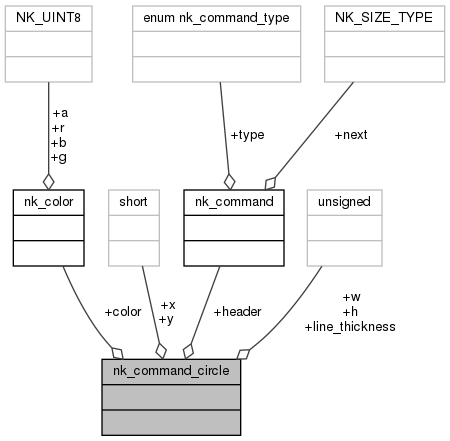 NK_UINT8
enum nk_command_type
NK_SIZE_TYPE
+a
+r
+b
+g
+type
+next
nk_color
short
nk_command
unsigned
+color
+x
+y
+header
+w
+h
+line_thickness
nk_command_circle